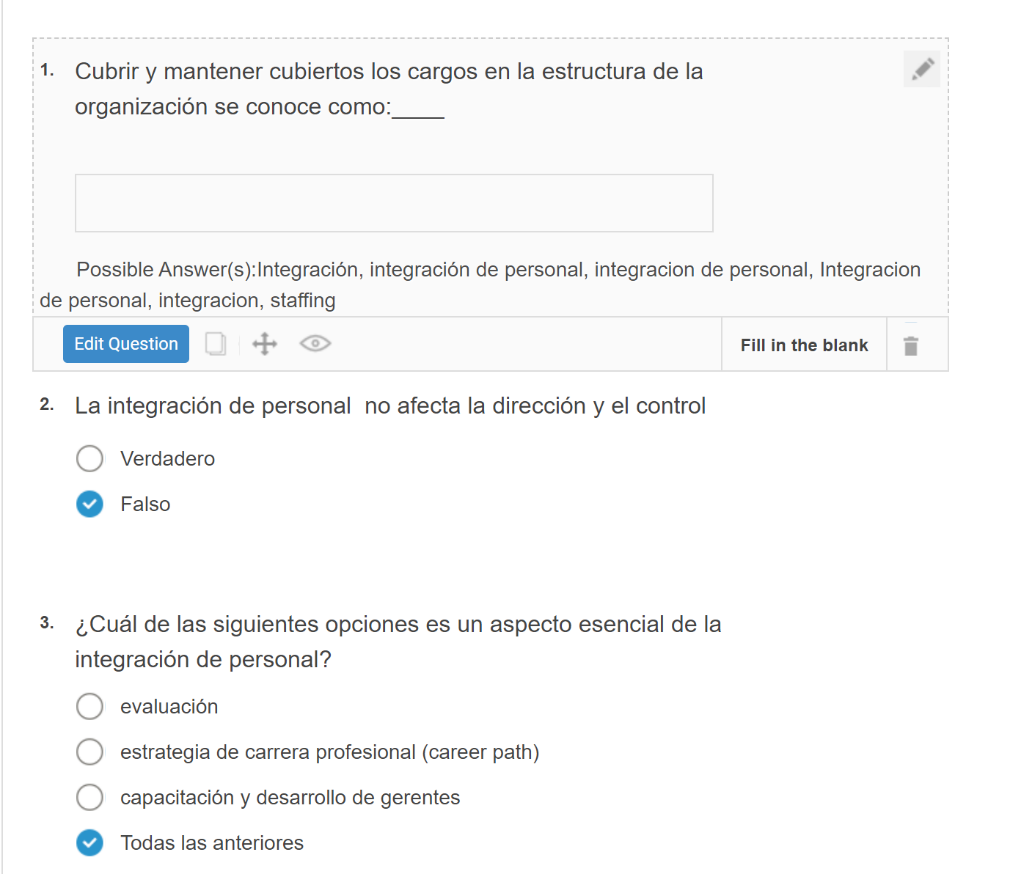 1. Cubrir y mantener cubiertos los cargos en la estructura de la
organización se conoce como:____
Possible Answer(s):Integración, integración de personal, integracion de personal, Integracion
de personal, integracion, staffing
Edit Question Fill in the blank
2. La integración de personal  no afecta la dirección y el control
Verdadero
Falso
3. ¿Cuál de las siguientes opciones es un aspecto esencial de la
integración de personal?
evaluación
estrategia de carrera profesional (career path)
capacitación y desarrollo de gerentes
Todas las anteriores